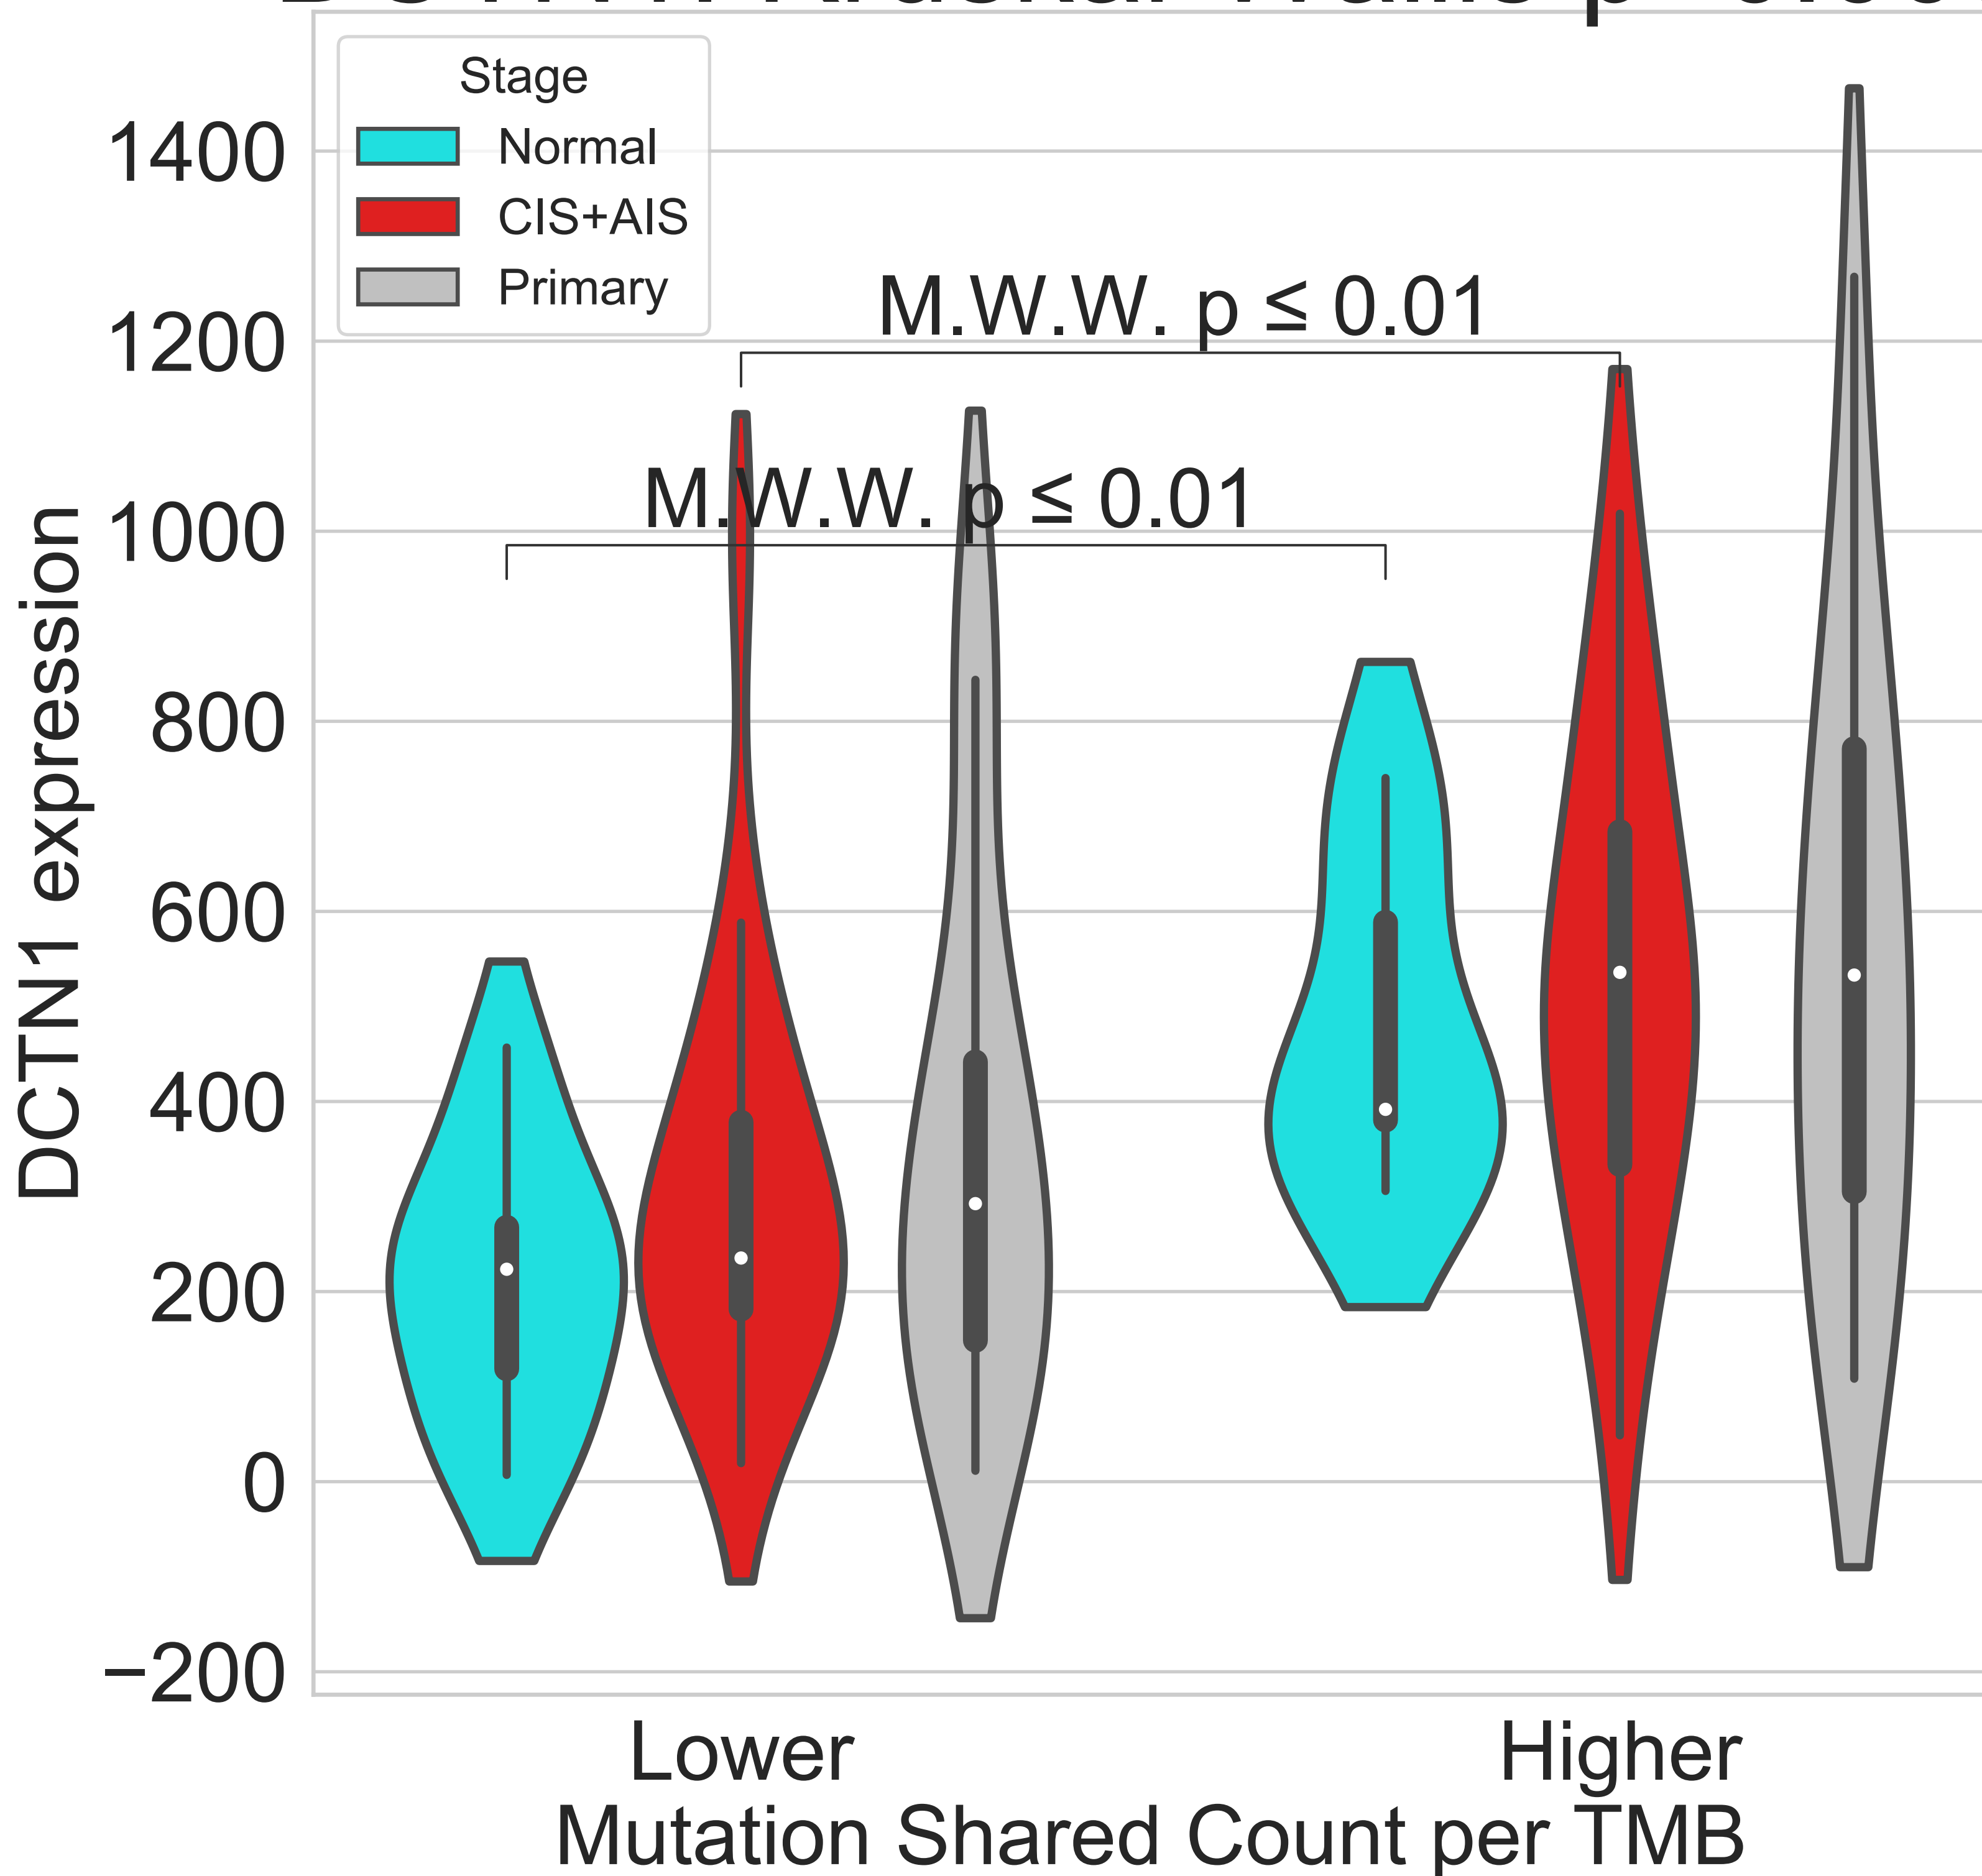 Stage
Normal
CIS+AIS
Primary
1400
1200
1000
800
600
400
200
0
−200
DCTN1 expression
M.W.W. p ≤ 0.01
M.W.W. p ≤ 0.01
Lower
Higher
Mutation Shared Count per TMB